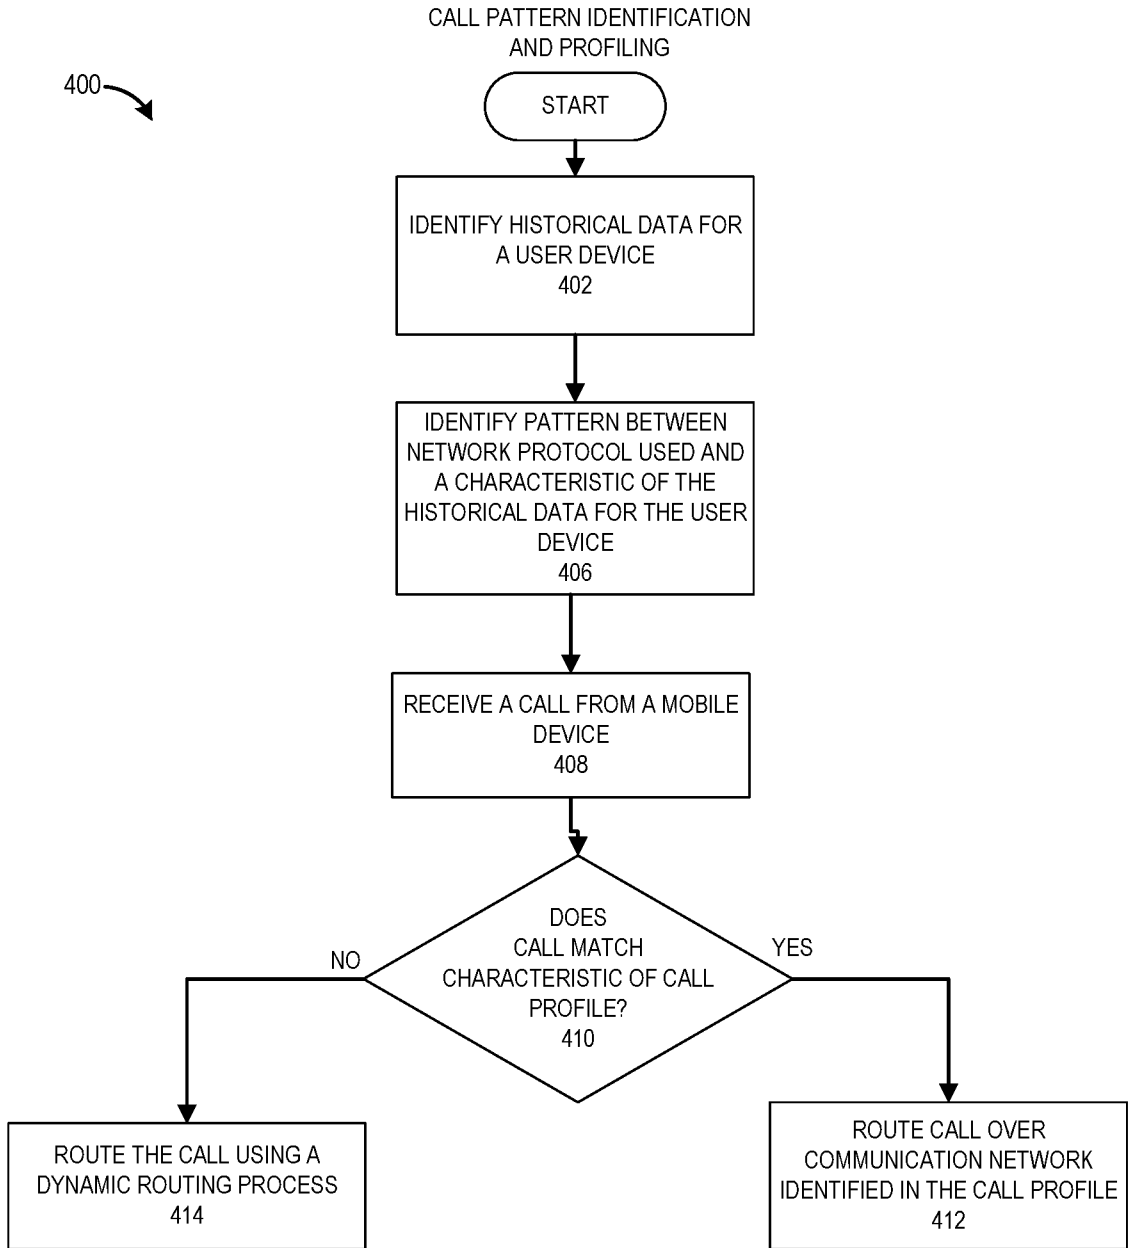 CALL PATTERN IDENTIFICATION
AND PROFILING
400
START
IDENTIFY HISTORICAL DATA FOR
A USER DEVICE
402
IDENTIFY PATTERN BETWEEN
NETWORK PROTOCOL USED AND
A CHARACTERISTIC OF THE
HISTORICAL DATA FOR THE USER
DEVICE
406
RECEIVE A CALL FROM A MOBILE
DEVICE
408
DOES
CALL MATCH
CHARACTERISTIC OF CALL
PROFILE?
410
NO
YES
ROUTE THE CALL USING A
DYNAMIC ROUTING PROCESS
414
ROUTE CALL OVER
COMMUNICATION NETWORK
IDENTIFIED IN THE CALL PROFILE
412